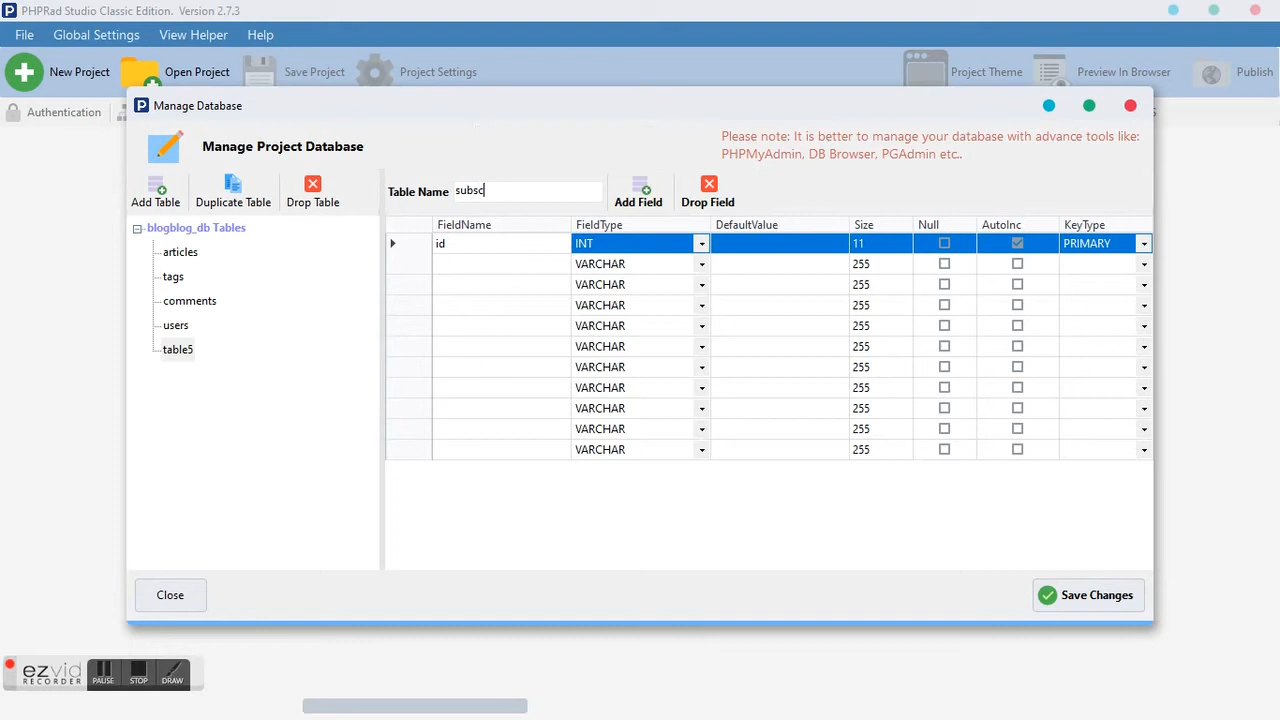 PHPRad Studio Classic Edition. Version 2.7.3
File Global Settings View Helper Help
New Project Open Project Save Project Project Settings Project Theme Preview In Browser Publish
Authentication S
Manage Database
Manage Project Database
Please note: It is better to manage your database with advance tools like:
PHPMyAdmin, DB Browser, PGAdmin etc..
Add Table Duplicate Table Drop Table
Table Name subsc Add Field Drop Field
blogblog_db Tables
articles
tags
comments
users
table5
FieldName FieldType DefaultValue Size Null AutoInc KeyType
id INT 11 PRIMARY
VARCHAR 255
VARCHAR 255
VARCHAR 255
VARCHAR 255
VARCHAR 255
VARCHAR 255
VARCHAR 255
VARCHAR 255
VARCHAR 255
VARCHAR 255
Close Save Changes
ezvid
RECORDER
PAUSE STOP DRAW